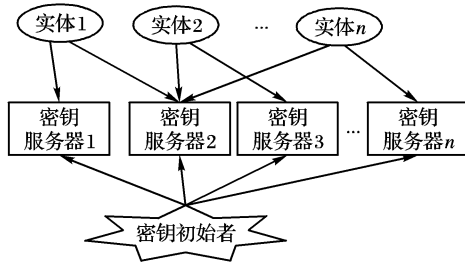 实体1 实体2 … 实体n
密钥 密钥 密钥 密钥
服务器1 服务器2 服务器3 … 服务器n
密钥初始者